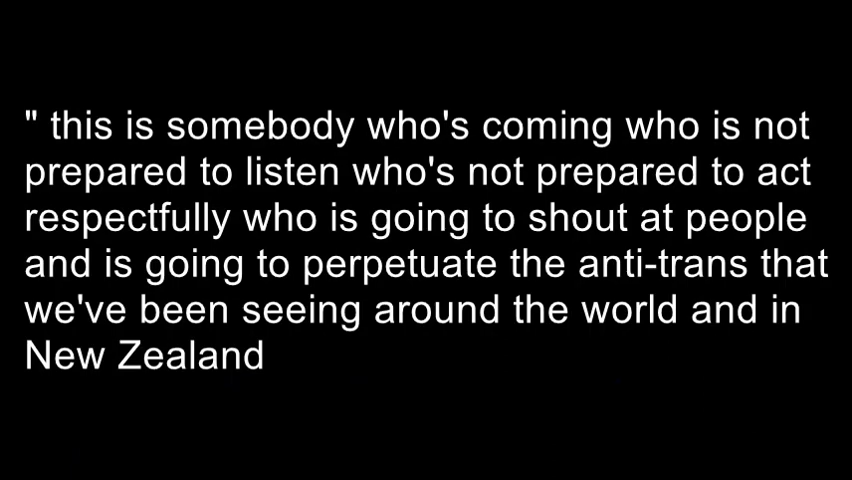 " this is somebody who's coming who is not
prepared to listen who's not prepared to act
respectfully who is going to shout at people
and is going to perpetuate the anti-trans that
we've been seeing around the world and in
New Zealand